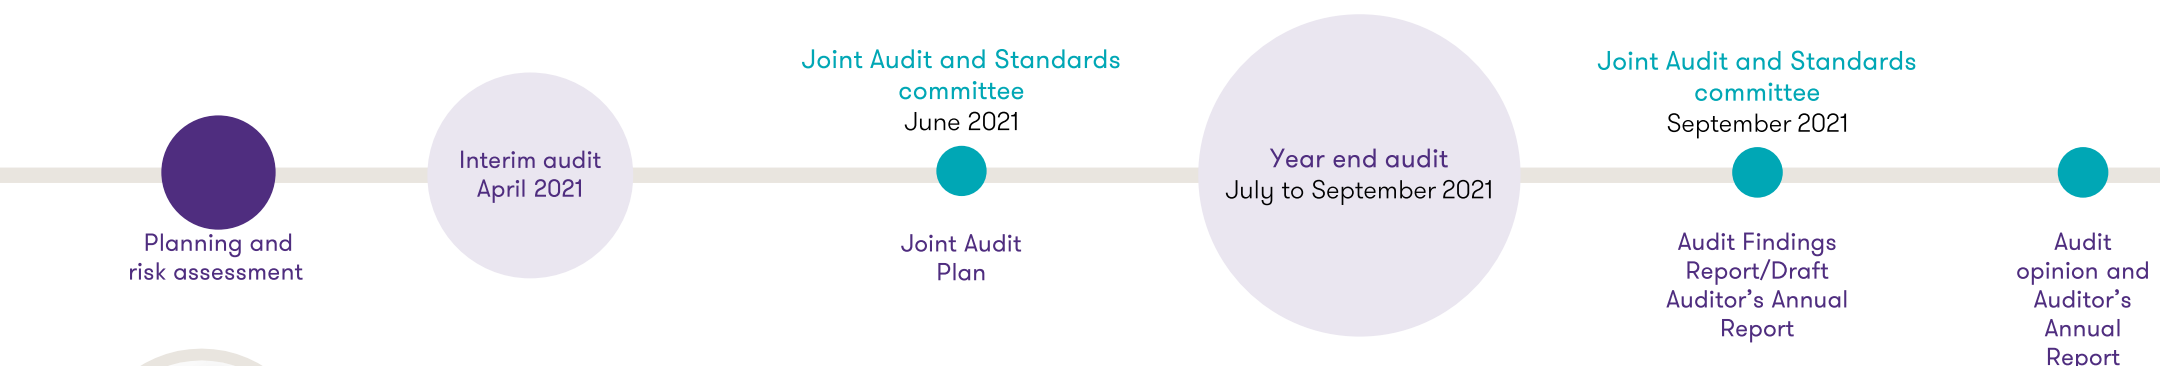 Planning and
risk assessment
Interim audit
April 2021
Joint Audit and Standards
committee
June 2021
Joint Audit
Plan
Year end audit
July to September 2021
Joint Audit and Standards
committee
September 2021
Audit Findings
Report/Draft
Auditor’s Annual
Report
Audit
opinion and
Auditor’s
Annual
Report